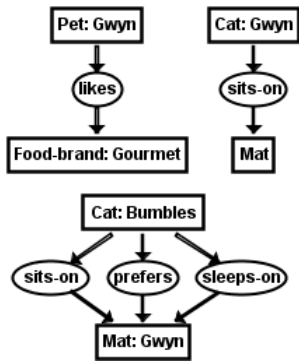 Pet: Gwyn
Cat: Gwyn
likes
sits-on
Food-brand: Gourmet
Mat
Cat: Bumbles
sits-on
prefers
sleeps-on
Mat: Gwyn